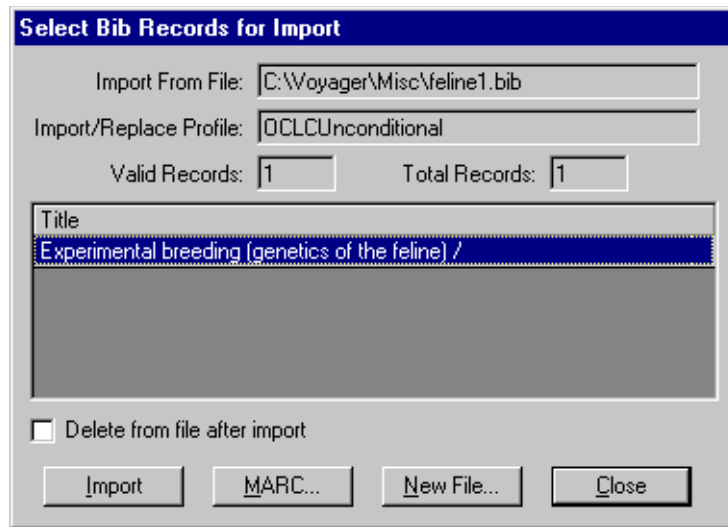 Select Bib Records for Import
Import From File: C:\Voyager\Misc\feline1.bib
Import/Replace Profile: OCLCUnconditional
Valid Records: 1 Total Records: 1
Title
Experimental breeding (genetics of the feline) /
Delete from file after import
Import MARC... New File... Close